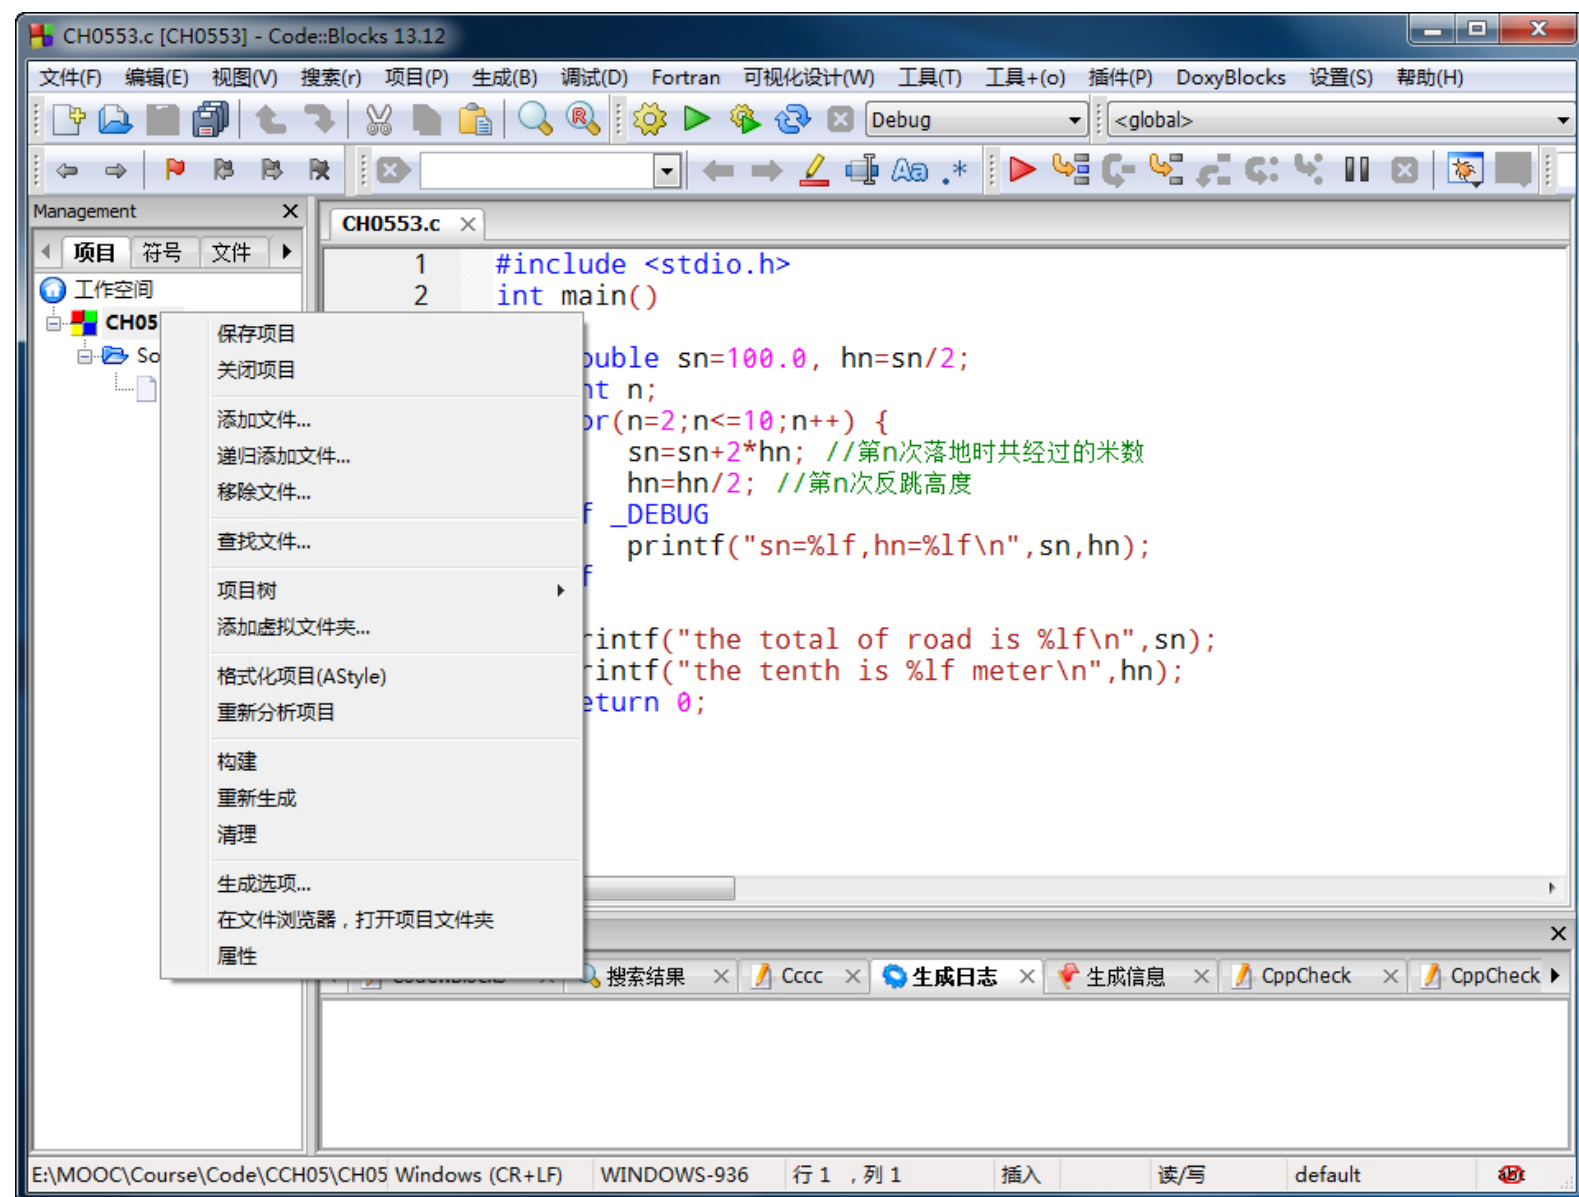 CH0553.c [CH0553] - Code::Blocks 13.12
文件(F) 编辑(E) 视图(V) 搜索(r) 项目(P) 生成(B) 调试(D) Fortran 可视化设计(W) 工具(T) 工具+(o) 插件(P) DoxyBlocks 设置(S) 帮助(H)
Debug <global>
Management
项目 符号 文件
工作空间
CH05
So
保存项目
关闭项目
添加文件...
递归添加文件...
移除文件...
查找文件...
项目树
添加虚拟文件夹...
格式化项目(AStyle)
重新分析项目
构建
重新生成
清理
生成选项...
在文件浏览器，打开项目文件夹
属性
CH0553.c
1 #include <stdio.h>
2 int main()
ouble sn=100.0, hn=sn/2;
nt n;
or(n=2;n<=10;n++) {
sn=sn+2*hn; //第n次落地时共经过的米数
hn=hn/2; //第n次反跳高度
f _DEBUG
printf("sn=%lf,hn=%lf\n",sn,hn);
f
rintf("the total of road is %lf\n",sn);
rintf("the tenth is %lf meter\n",hn);
eturn 0;
搜索结果 Cccc 生成日志 生成信息 CppCheck CppCheck
E:\MOOC\Course\Code\CCH05\CH05 Windows (CR+LF) WINDOWS-936 行 1 , 列 1 插入 读/写 default